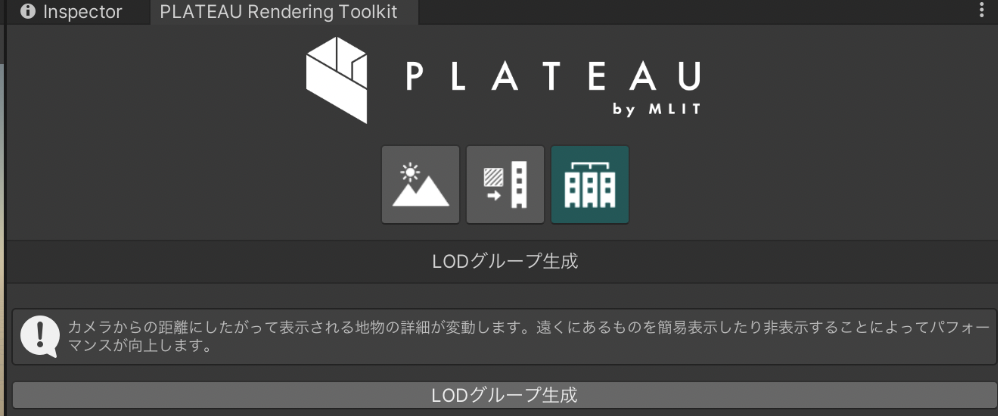 Inspector
PLATEAU Rendering Toolkit
PLATEAU
by MLIT
LODグループ生成
カメラからの距離にしたがって表示される地物の詳細が変動します。遠くにあるものを簡易表示したり非表示することによってパフォー
マンスが向上します。
LODグループ生成